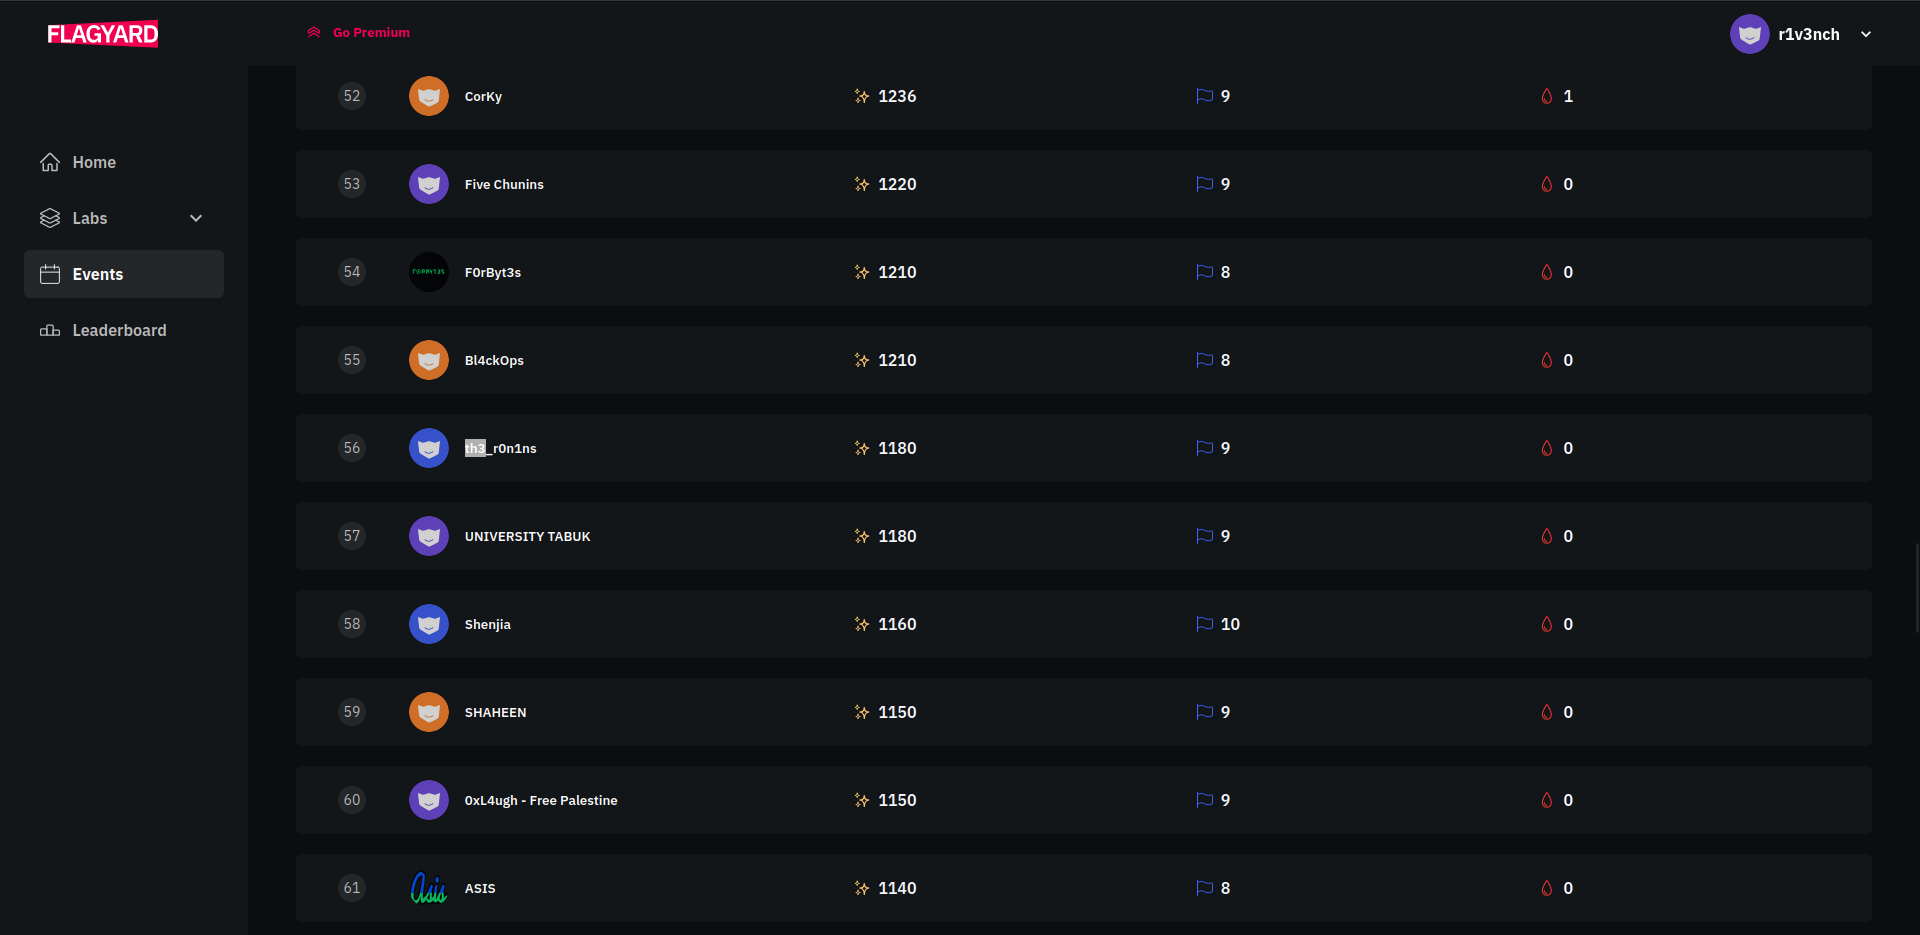 FLAGYARD
Go Premium
r1v3nch
Home
Labs
Events
Leaderboard
52 CorKy 1236 9 1
53 Five Chunins 1220 9 0
54 F0rByt3s 1210 8 0
55 Bl4ckOps 1210 8 0
56 th3_r0n1ns 1180 9 0
57 UNIVERSITY TABUK 1180 9 0
58 Shenjia 1160 10 0
59 SHAHEEN 1150 9 0
60 0xL4ugh - Free Palestine 1150 9 0
61 Asis ASIS 1140 8 0